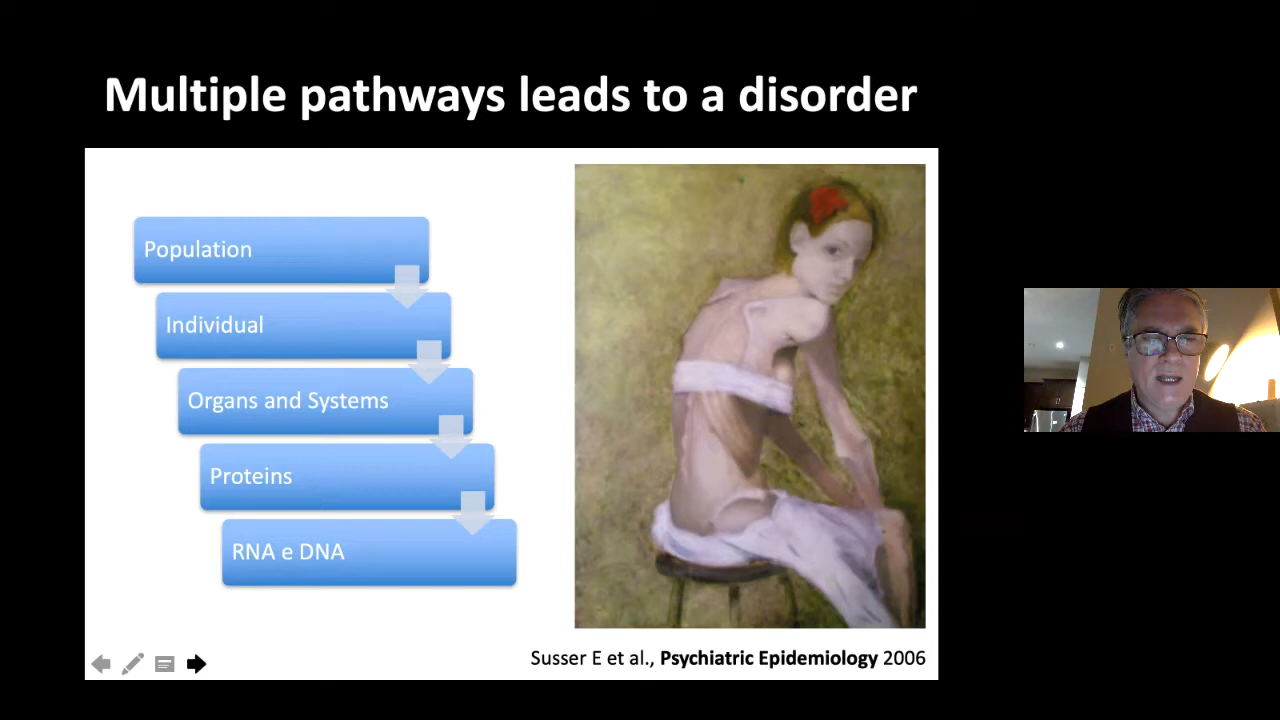 Multiple pathways leads to a disorder
Population
Individual
Organs and Systems
Proteins
RNA e DNA
Susser E et al., Psychiatric Epidemiology 2006